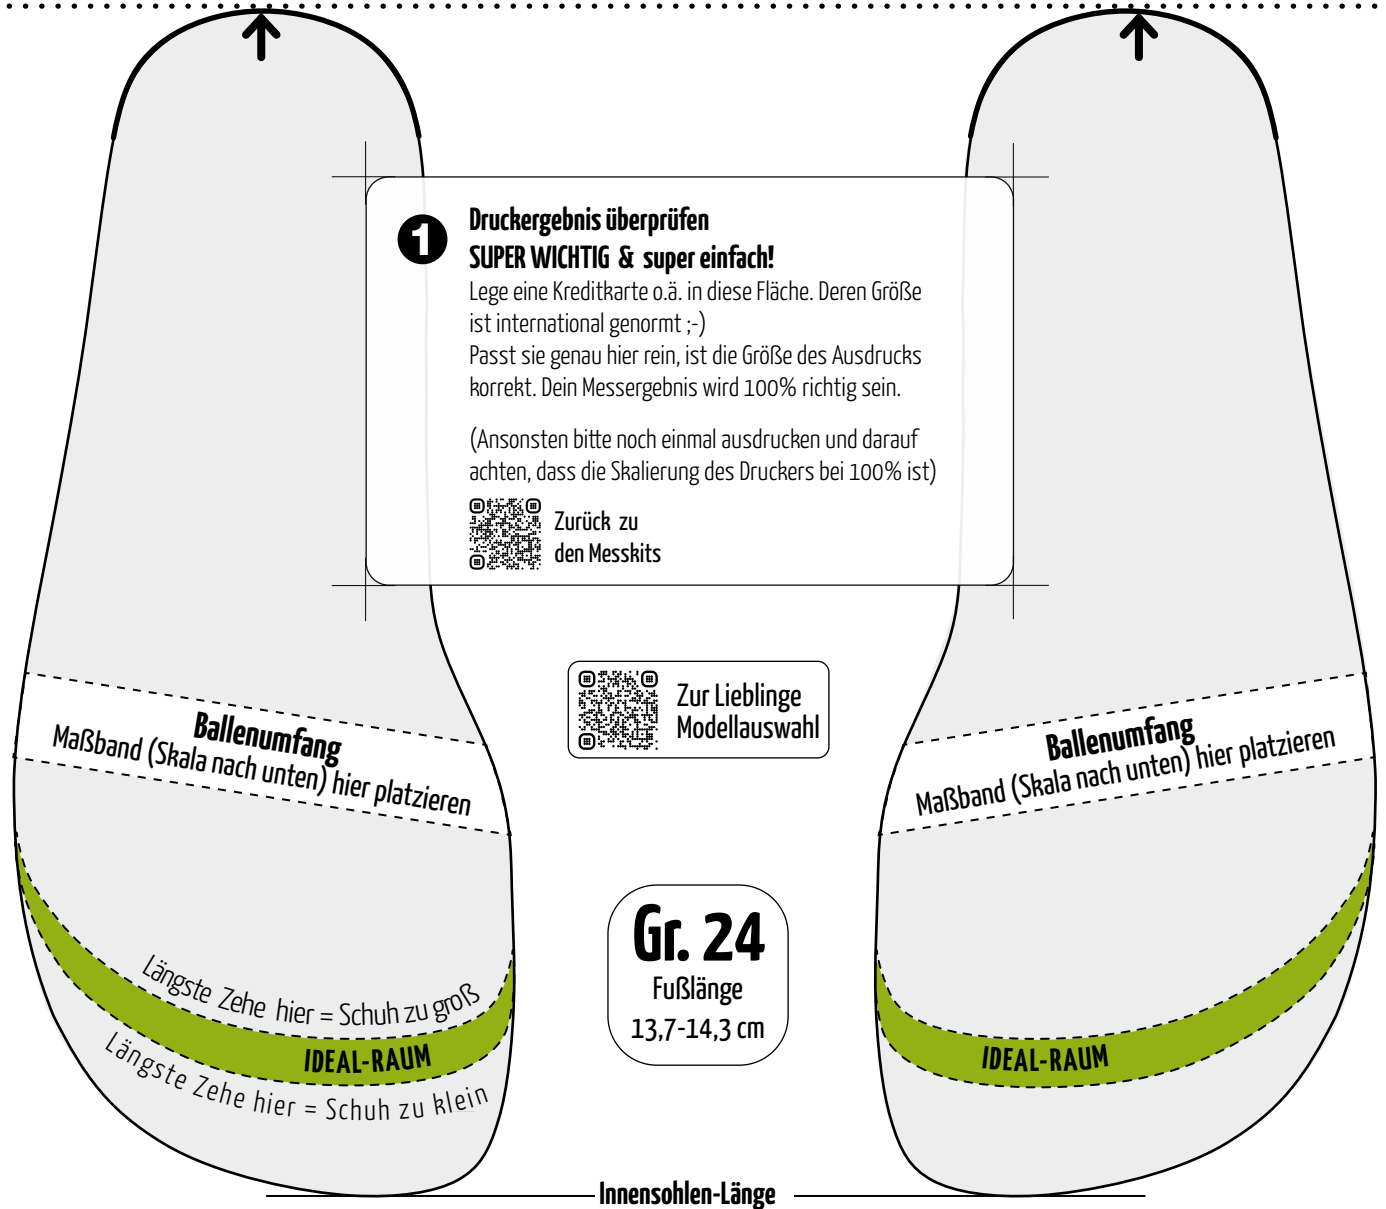 1
Druckergebnis überprüfen
SUPER WICHTIG & super einfach!
Lege eine Kreditkarte o.ä. in diese Fläche. Deren Größe
ist international genormt ;-)
Passt sie genau hier rein, ist die Größe des Ausdrucks
korrekt. Dein Messergebnis wird 100% richtig sein.
(Ansonsten bitte noch einmal ausdrucken und darauf
achten, dass die Skalierung des Druckers bei 100% ist)
Zurück zu
den Messkits
Zur Lieblinge
Modellauswahl
Ballenumfang
Maßband (Skala nach unten) hier platzieren
Ballenumfang
Maßband (Skala nach unten) hier platzieren
Gr. 24
Fußlänge
13,7-14,3 cm
Längste Zehe hier = Schuh zu groß
IDEAL-RAUM
Längste Zehe hier = Schuh zu klein
IDEAL-RAUM
Innensohlen-Länge